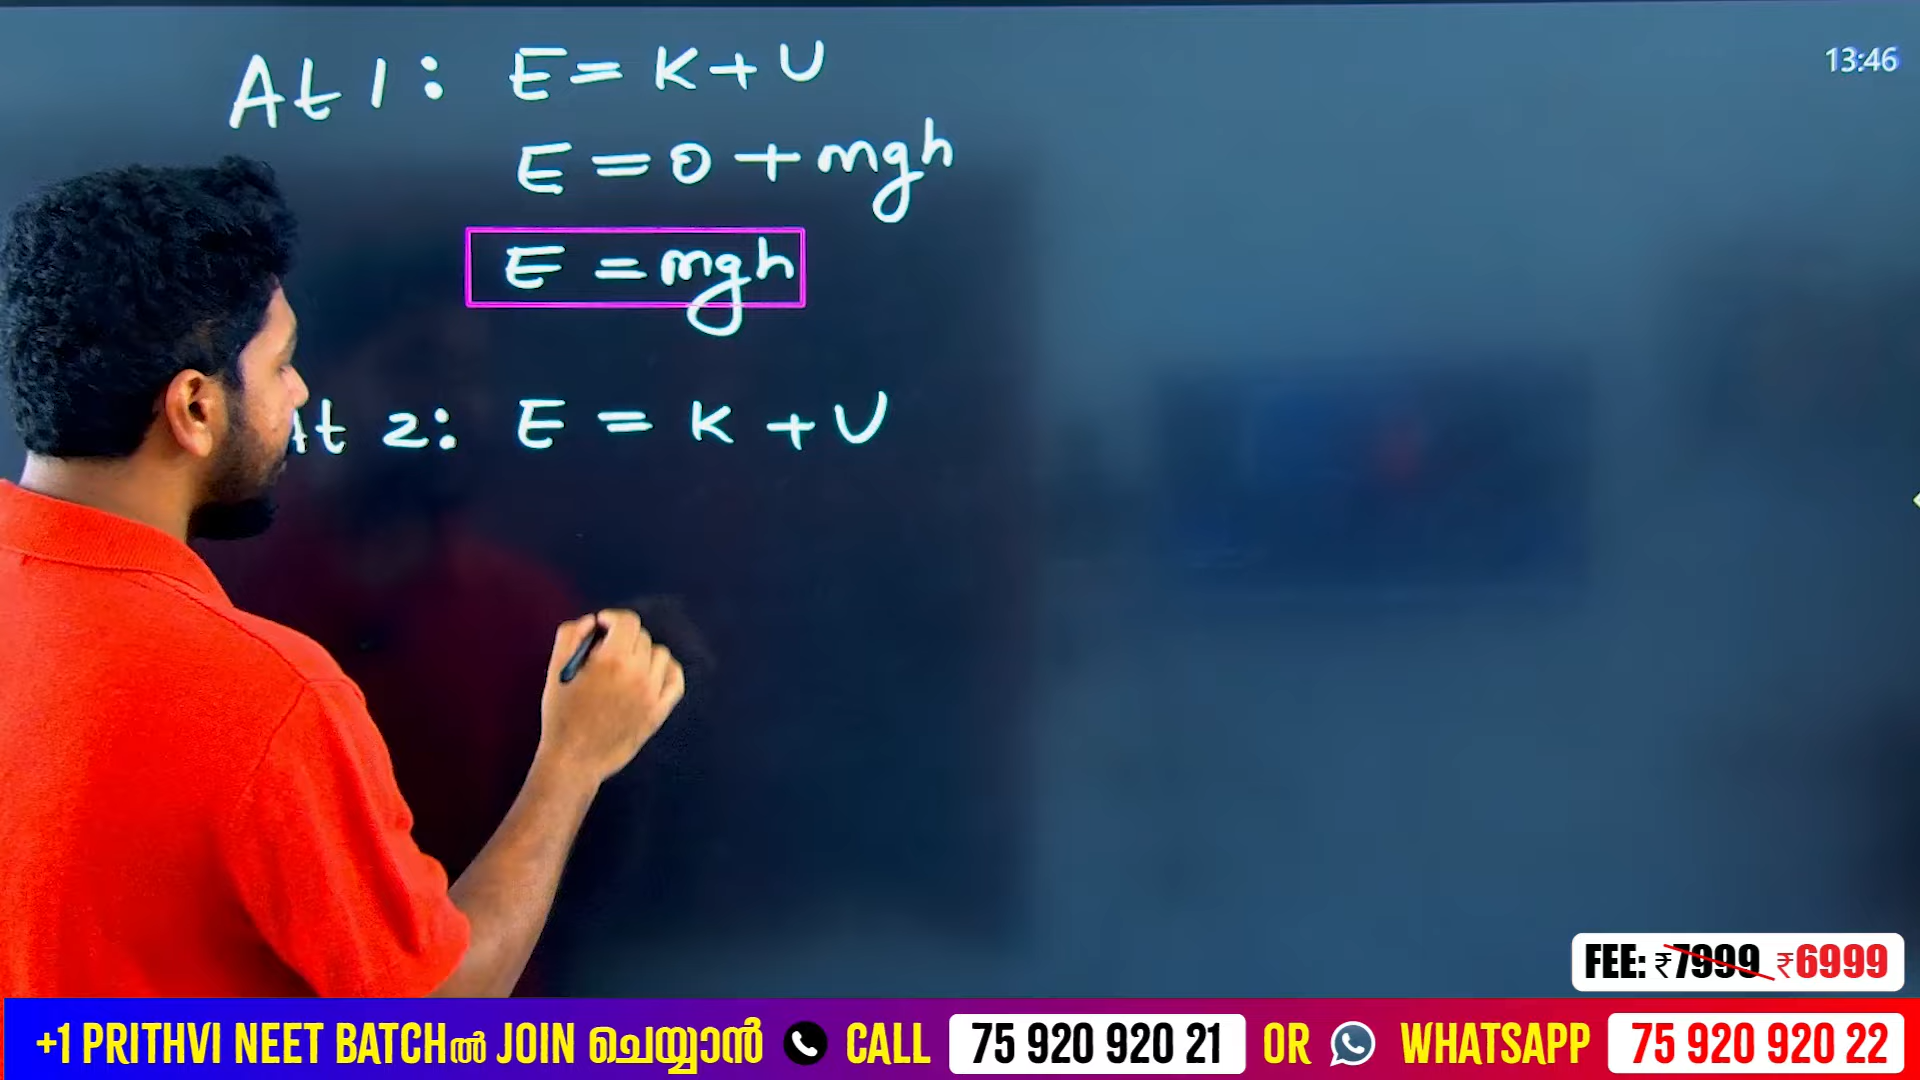 13:46
At 1: E = K + U
E = 0 + mgh
E = mgh
At 2: E = K + U
FEE: ₹7999 ₹6999
+1 PRITHVI NEET BATCHൽ JOIN ചെയ്യാൻ CALL 75 920 920 21 OR WHATSAPP 75 920 920 22